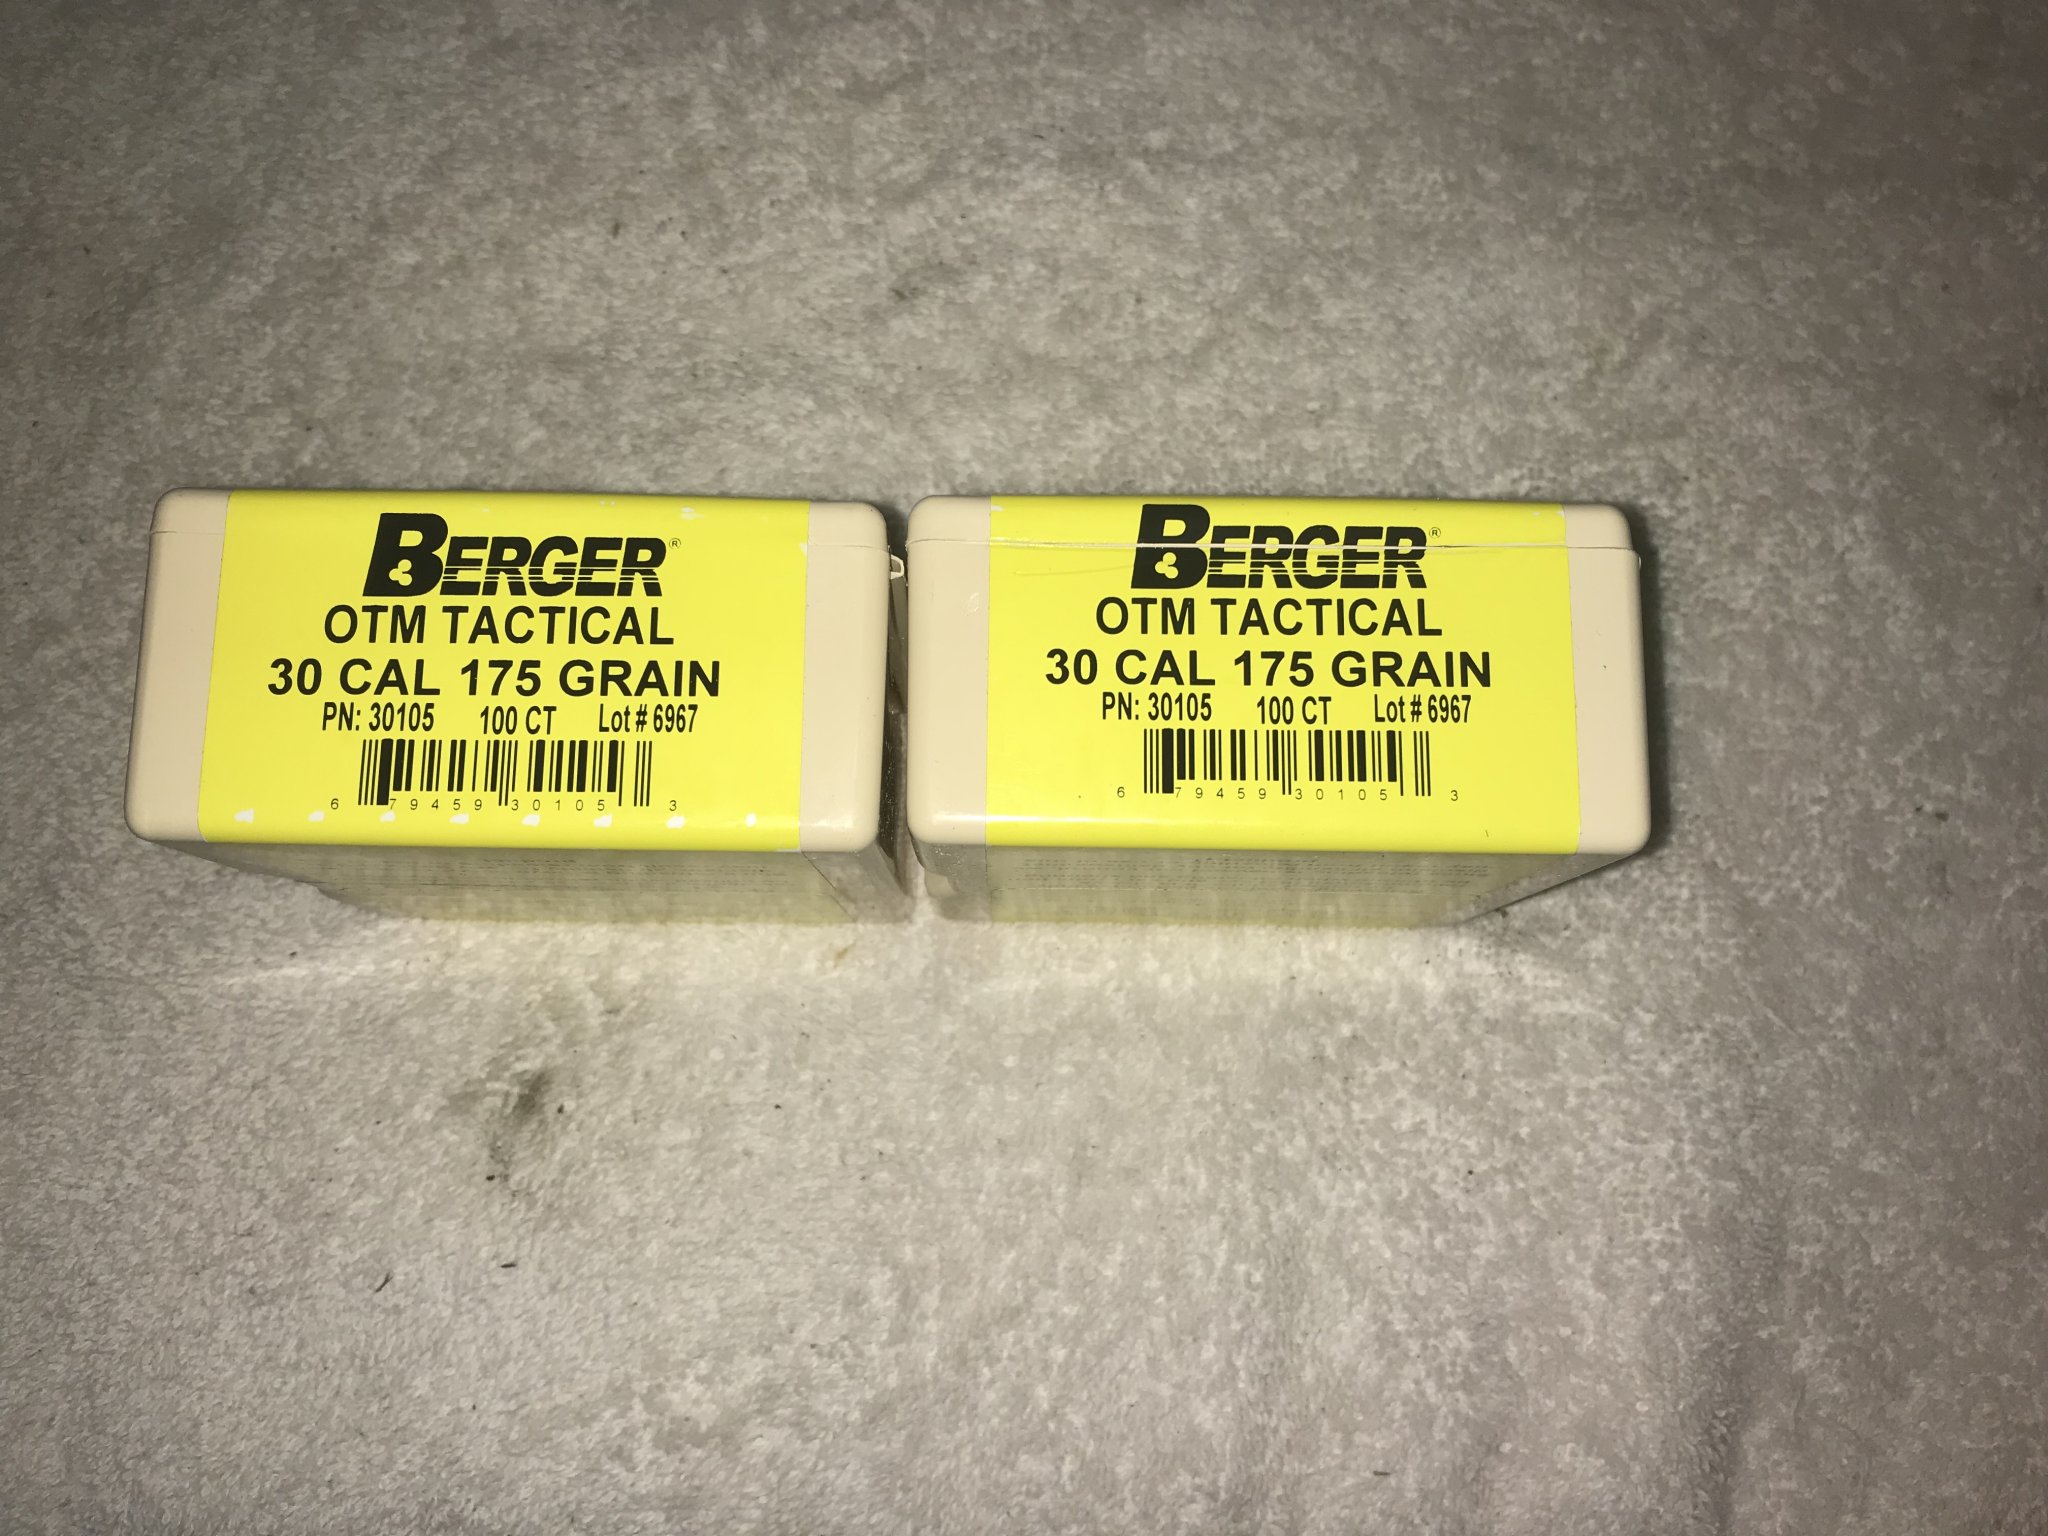 BERGER®
OTM TACTICAL
30 CAL 175 GRAIN
PN: 30105 100 CT Lot # 6967
6 79459 30105 3
BERGER®
OTM TACTICAL
30 CAL 175 GRAIN
PN: 30105 100 CT Lot # 6967
6 79459 30105 3